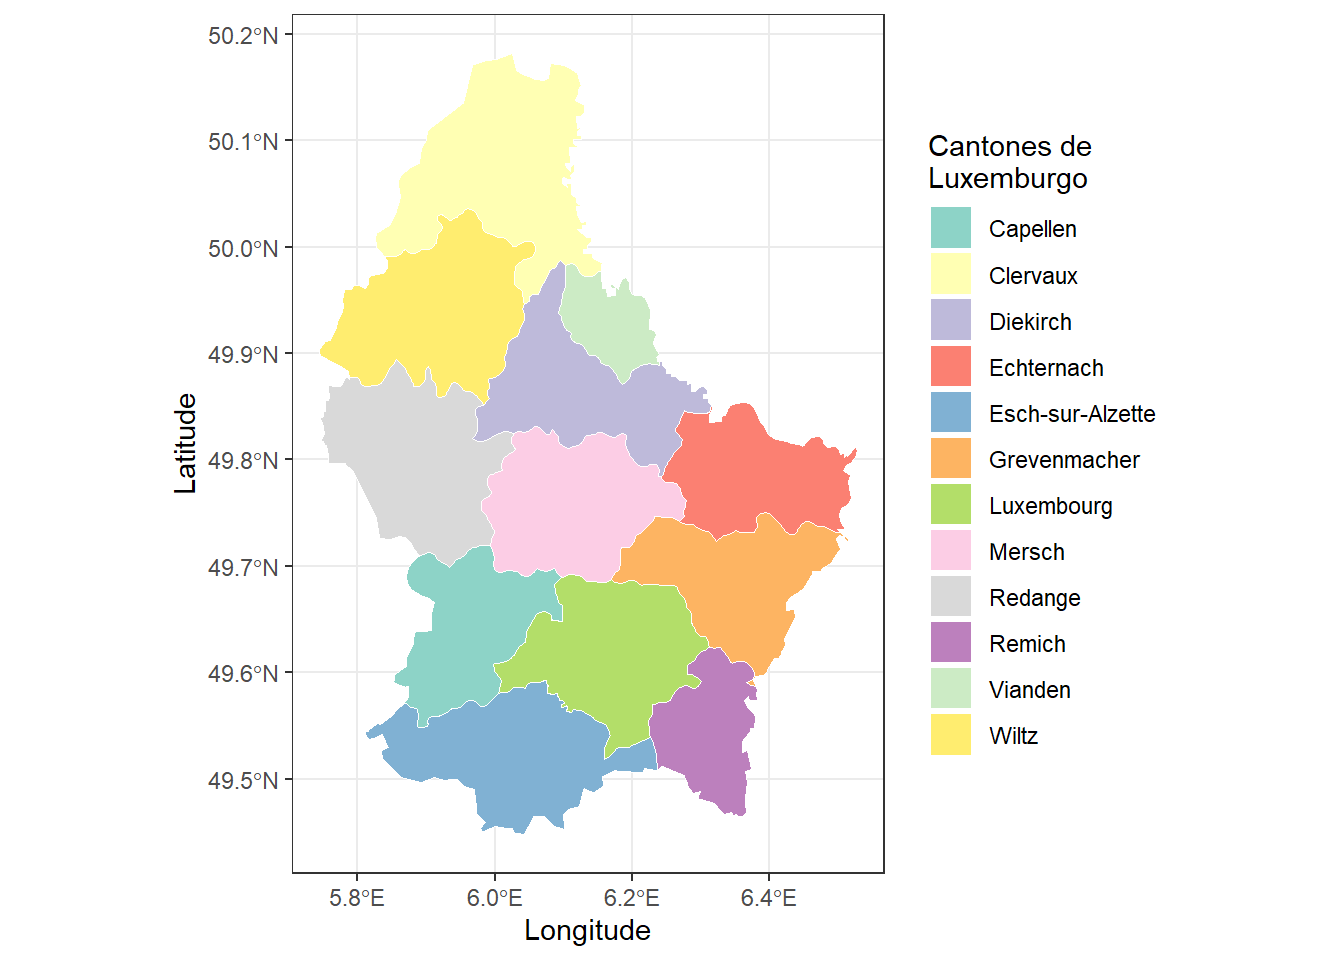 50.2°N
50.1°N
50.0°N
49.9°N
49.8°N
49.7°N
49.6°N
49.5°N
Latitude
5.8°E 6.0°E 6.2°E 6.4°E
Longitude
Cantones de
Luxemburgo
Capellen
Clervaux
Diekirch
Echternach
Esch-sur-Alzette
Grevenmacher
Luxembourg
Mersch
Redange
Remich
Vianden
Wiltz